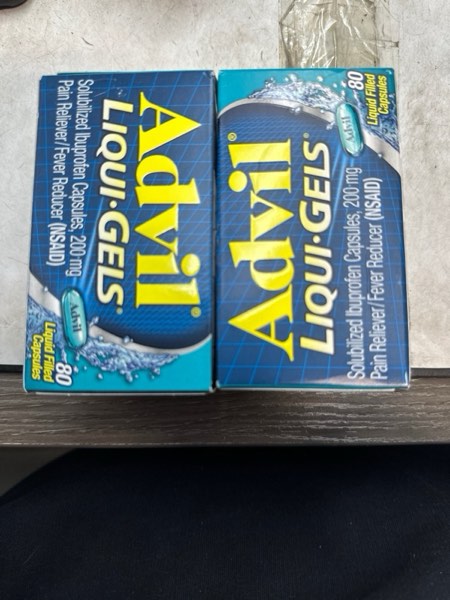 Advil®
LIQUI·GELS®
Solubilized Ibuprofen Capsules, 200 mg
Pain Reliever/Fever Reducer (NSAID)
Advil
80
Liquid Filled
Capsules
Advil®
LIQUI·GELS®
Solubilized Ibuprofen Capsules, 200 mg
Pain Reliever/Fever Reducer (NSAID)
Advil
80
Liquid Filled
Capsules